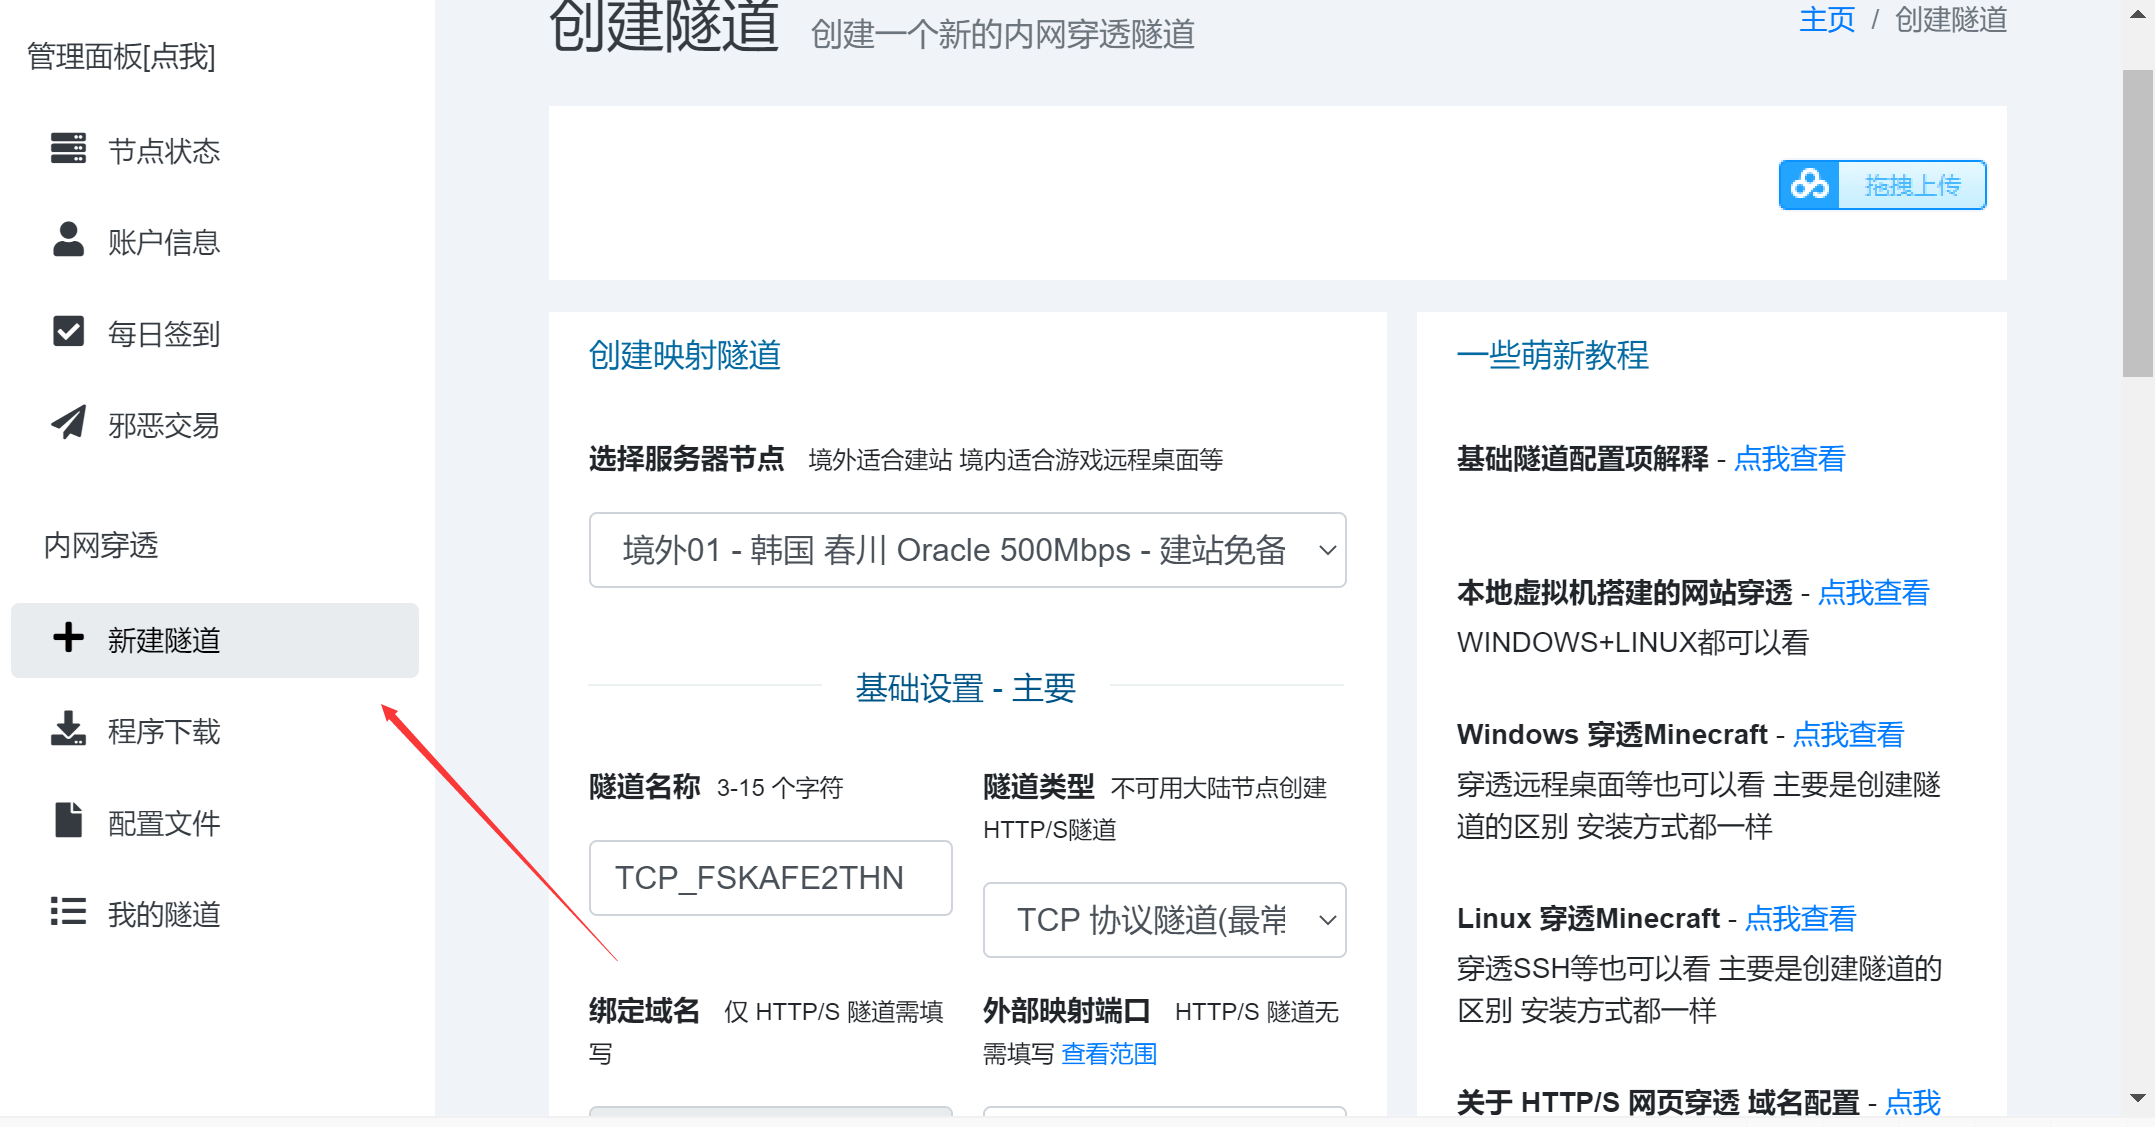 管理面板[点我]
节点状态
账户信息
每日签到
邪恶交易
内网穿透
新建隧道
程序下载
配置文件
我的隧道
创建隧道 创建一个新的内网穿透隧道
主页 / 创建隧道
拖拽上传
创建映射隧道
选择服务器节点 境外适合建站 境内适合游戏远程桌面等
境外01 - 韩国 春川 Oracle 500Mbps - 建站免备
基础设置 - 主要
隧道名称 3-15 个字符
TCP_FSKAFE2THN
隧道类型 不可用大陆节点创建
HTTP/S隧道
TCP 协议隧道(最常
绑定域名 仅 HTTP/S 隧道需填
写
外部映射端口 HTTP/S 隧道无
需填写 查看范围
一些萌新教程
基础隧道配置项解释 - 点我查看
本地虚拟机搭建的网站穿透 - 点我查看
WINDOWS+LINUX都可以看
Windows 穿透Minecraft - 点我查看
穿透远程桌面等也可以看 主要是创建隧
道的区别 安装方式都一样
Linux 穿透Minecraft - 点我查看
穿透SSH等也可以看 主要是创建隧道的
区别 安装方式都一样
关于 HTTP/S 网页穿透 域名配置 - 点我